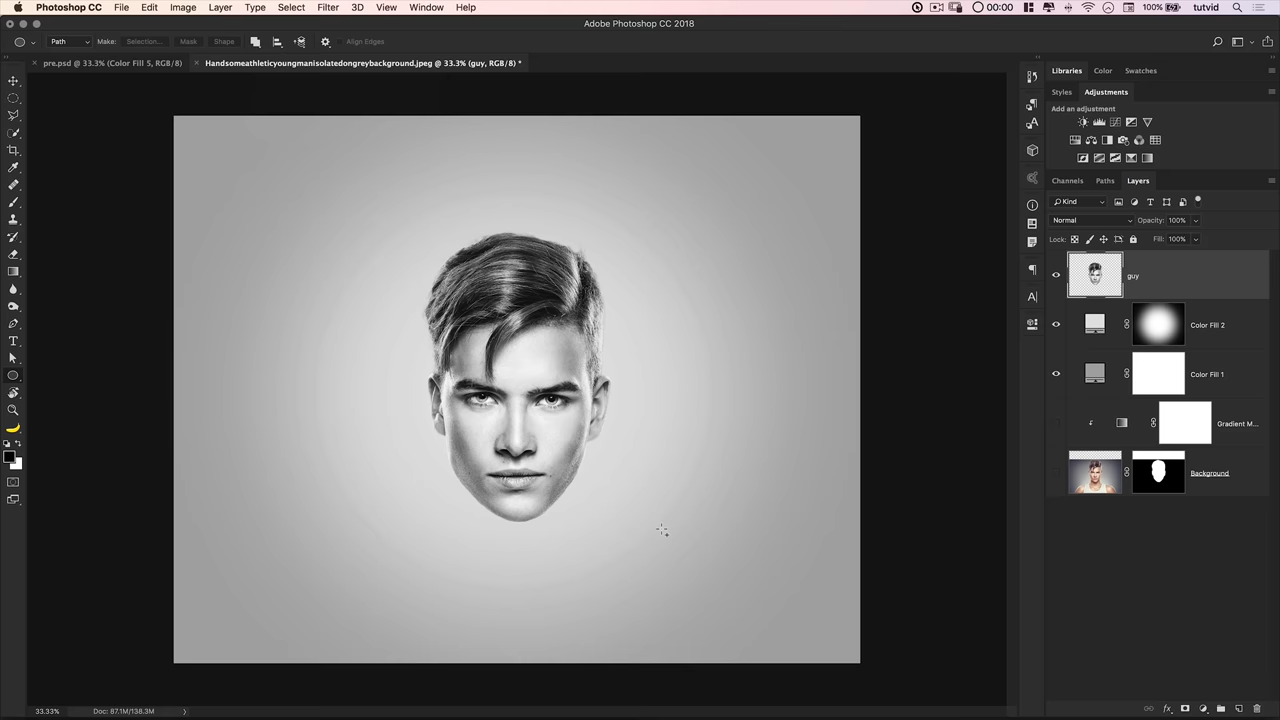 Photoshop CC File Edit Image Layer Type Select Filter 3D View Window Help 00:00 100% tutvid
Adobe Photoshop CC 2018
Path Make: Selection... Mask Shape Align Edges
pre.psd @ 33.3% (Color Fill 5, RGB/8) Handsomeathleticyoungmanisolatedongreybackground.jpeg @ 33.3% (guy, RGB/8) *
Libraries Color Swatches
Styles Adjustments
Add an adjustment
Channels Paths Layers
Kind
Normal Opacity: 100%
Lock: Fill: 100%
guy
Color Fill 2
Color Fill 1
Gradient M...
Background
33.33% Doc: 87.1M/138.3M